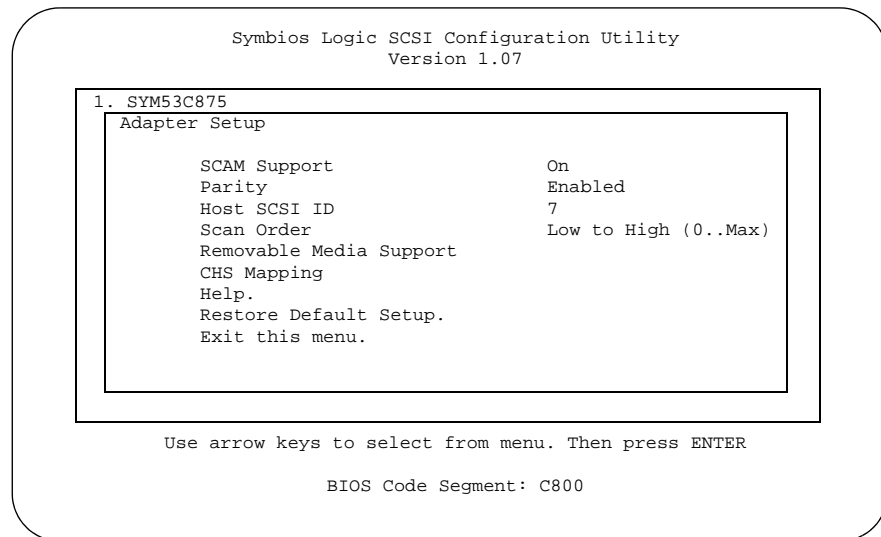 Symbios Logic SCSI Configuration Utility
Version 1.07
1. SYM53C875
Adapter Setup
SCAM Support On
Parity Enabled
Host SCSI ID 7
Scan Order Low to High (0..Max)
Removable Media Support
CHS Mapping
Help.
Restore Default Setup.
Exit this menu.
Use arrow keys to select from menu. Then press ENTER
BIOS Code Segment: C800